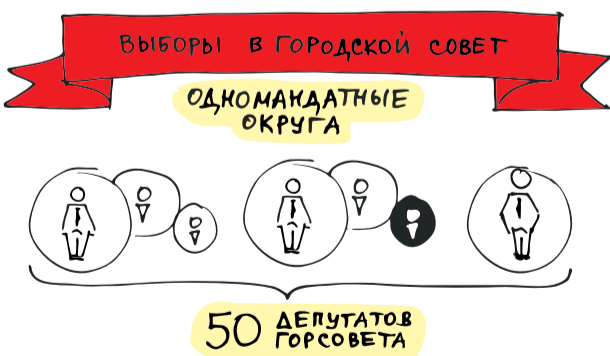 ВЫБОРЫ В ГОРОДСКОЙ СОВЕТ
ОДНОМАНДАТНЫЕ
ОКРУГА
50 ДЕПУТАТОВ
ГОРСОВЕТА